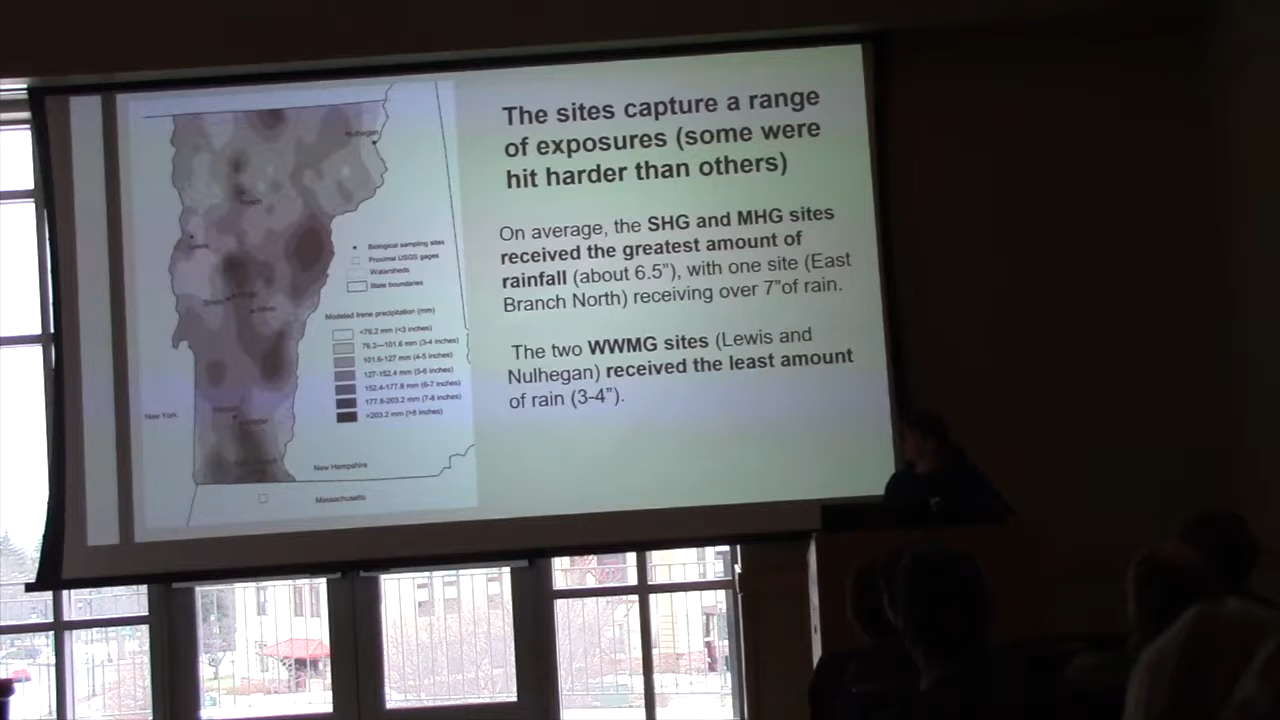 The sites capture a range
of exposures (some were
hit harder than others)
On average, the SHG and MHG sites
received the greatest amount of
rainfall (about 6.5”), with one site (East
Branch North) receiving over 7”of rain.
The two WWMG sites (Lewis and
Nulhegan) received the least amount
of rain (3-4”).
Nulhegan
Biological sampling sites
Proximal USGS gages
Watersheds
State boundaries
Modeled Irene precipitation (mm)
<76.2 mm (<3 inches)
76.2—101.6 mm (3-4 inches)
101.6-127 mm (4-5 inches)
127-152.4 mm (5-6 inches)
152.4-177.8 mm (6-7 inches)
177.8-203.2 mm (7-8 inches)
>203.2 mm (>8 inches)
New York
New Hampshire
Massachusetts